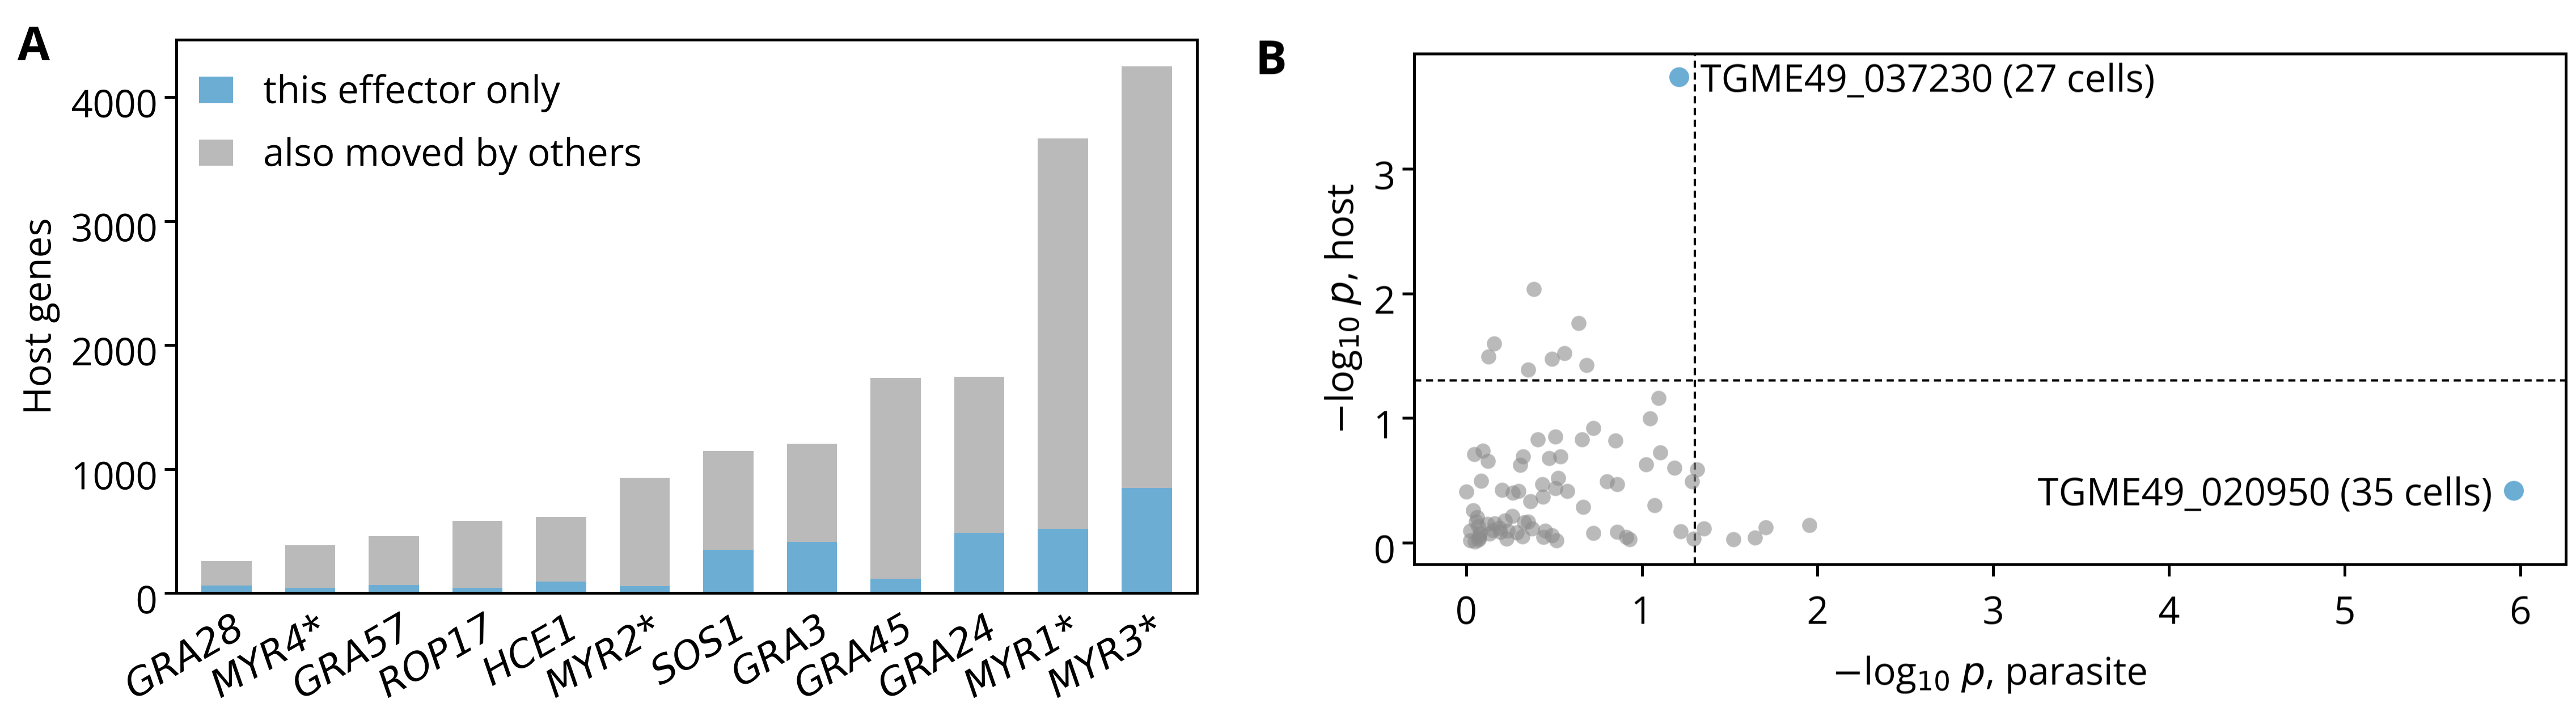 A
this effector only
also moved by others
Host genes
4000
3000
2000
1000
0
GRA28
MYR4*
GRA57
ROP17
HCE1
MYR2*
SOS1
GRA3
GRA45
GRA24
MYR1*
MYR3*
B
TGME49_037230 (27 cells)
TGME49_020950 (35 cells)
−log₁₀ p, host
3
2
1
0
0 1 2 3 4 5 6
−log₁₀ p, parasite